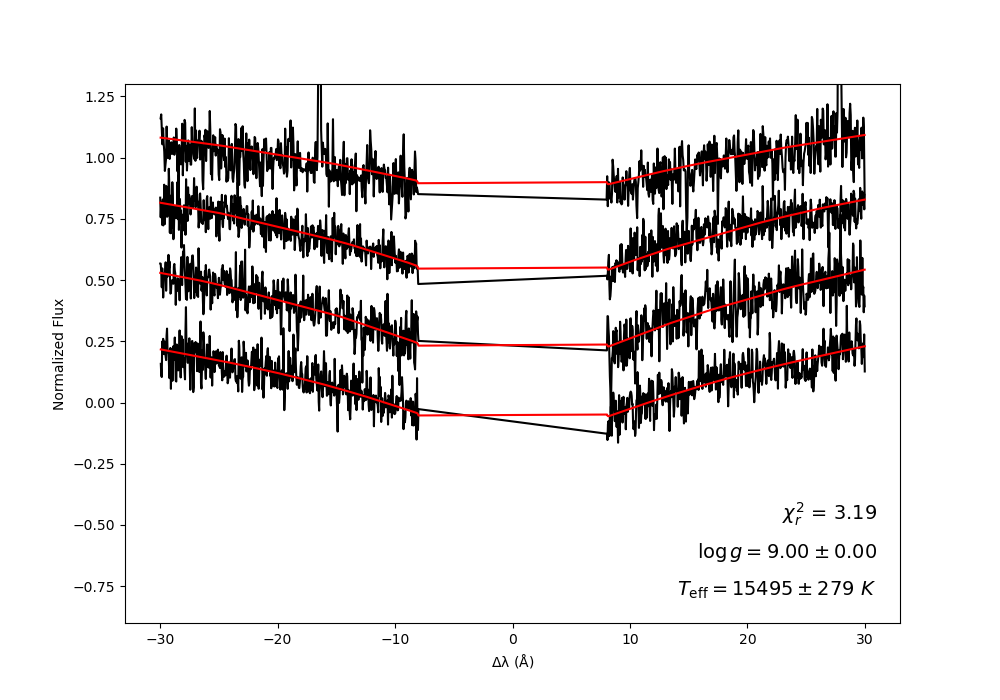 1.25
1.00
0.75
0.50
0.25
0.00
−0.25
−0.50
−0.75
Normalized Flux
χ²ᵣ = 3.19
log g = 9.00 ± 0.00
T_eff = 15495 ± 279 K
−30 −20 −10 0 10 20 30
Δλ (Å)